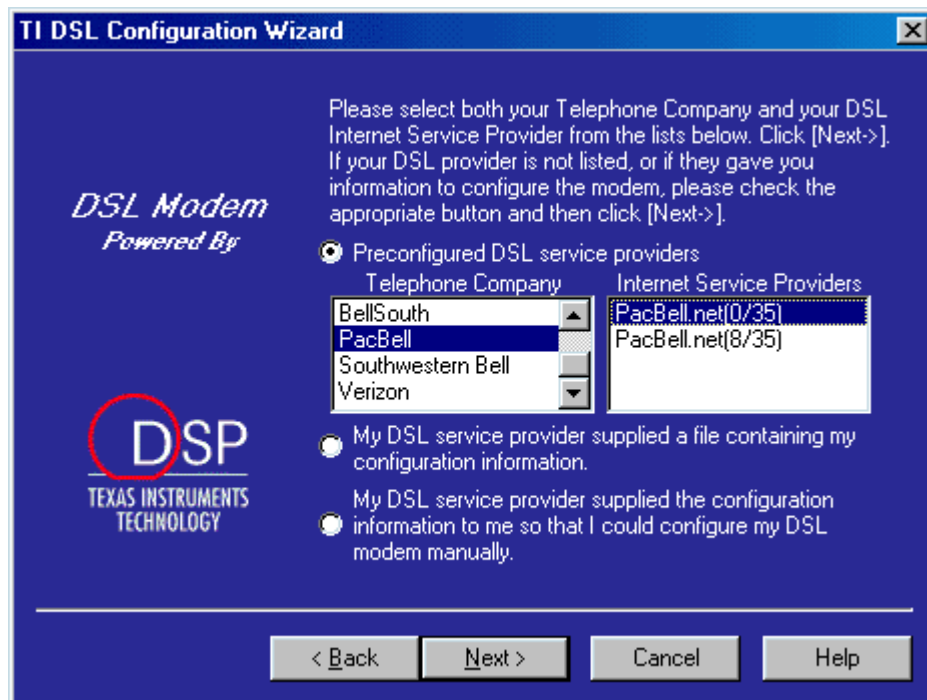 TI DSL Configuration Wizard
Please select both your Telephone Company and your DSL
Internet Service Provider from the lists below. Click [Next->].
If your DSL provider is not listed, or if they gave you
information to configure the modem, please check the
appropriate button and then click [Next->].
DSL Modem
Powered By
Preconfigured DSL service providers
Telephone Company
Internet Service Providers
BellSouth
PacBell
Southwestern Bell
Verizon
PacBell.net(0/35)
PacBell.net(8/35)
My DSL service provider supplied a file containing my
configuration information.
My DSL service provider supplied the configuration
information to me so that I could configure my DSL
modem manually.
DSP
TEXAS INSTRUMENTS
TECHNOLOGY
< Back
Next >
Cancel
Help